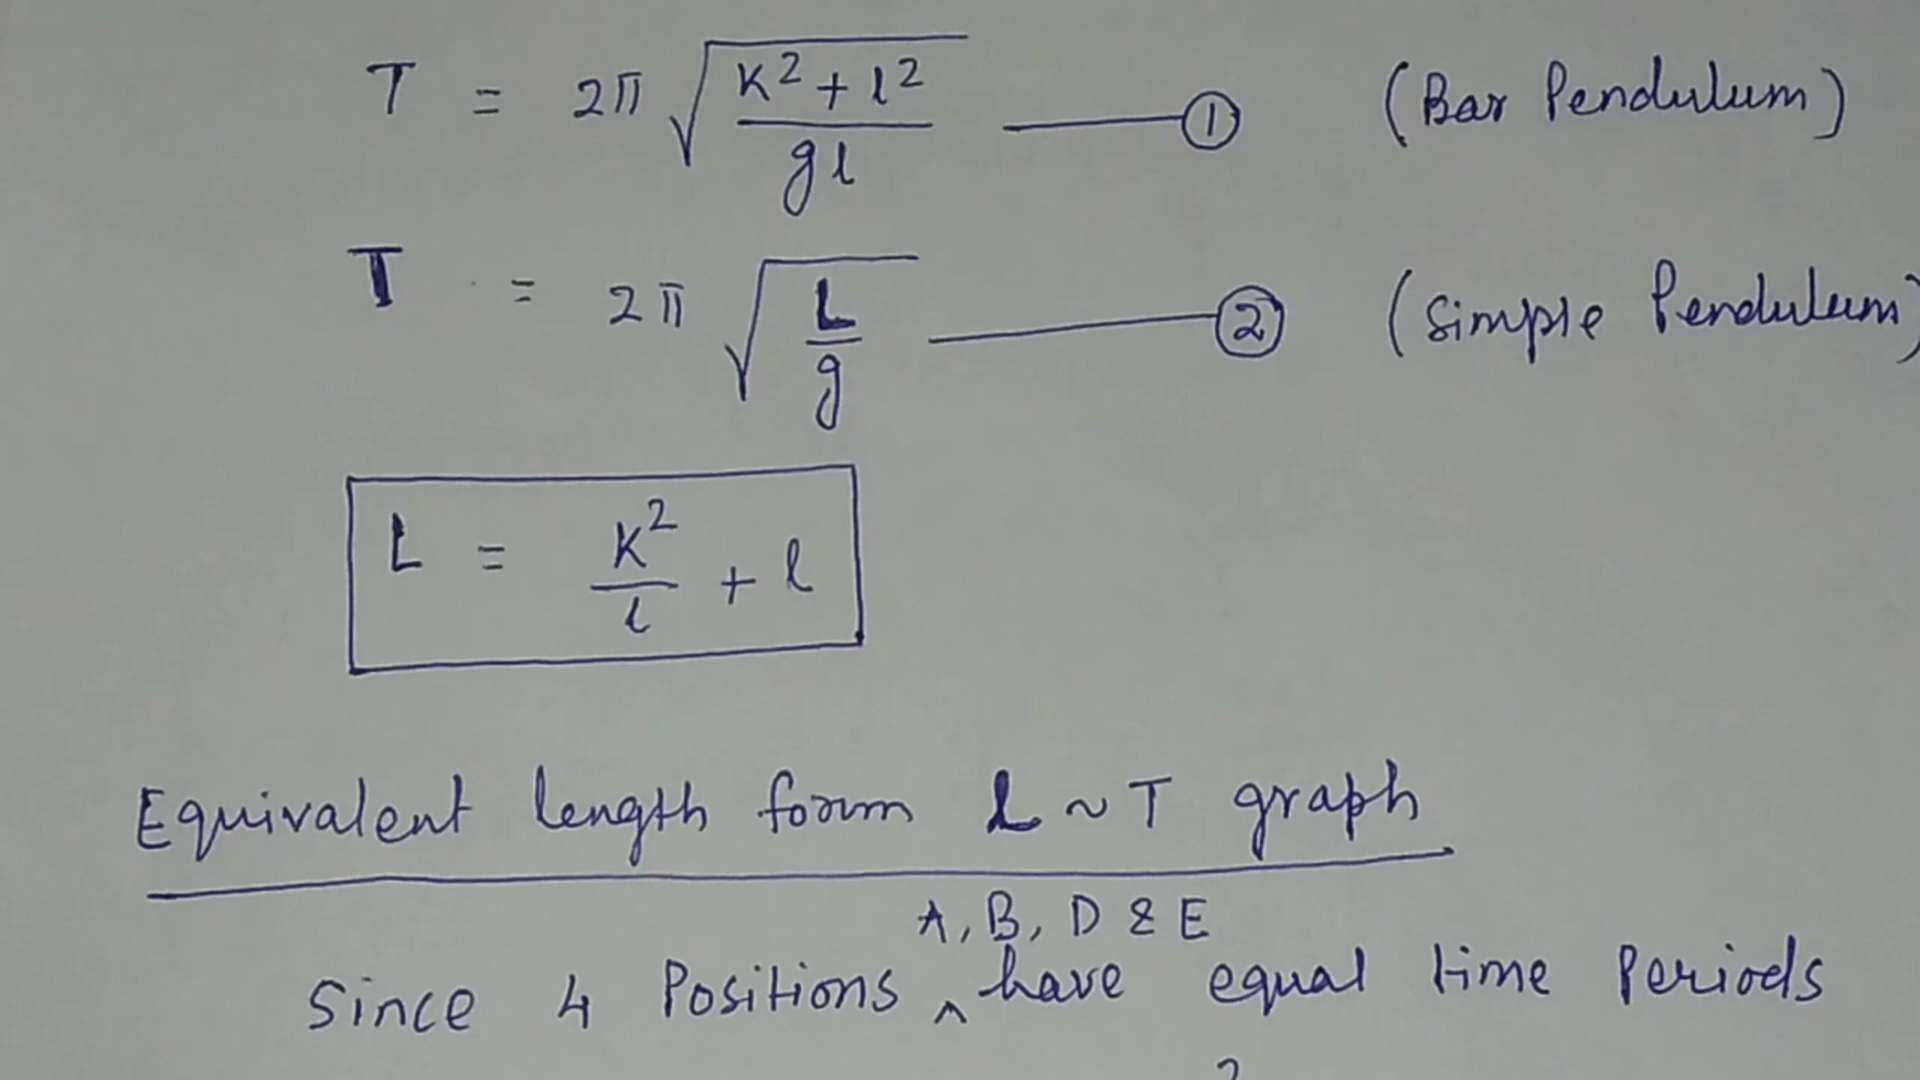 T = 2π √(K² + l² / gl) ——— ① (Bar Pendulum)
T = 2π √(L / g) ——— ② (Simple Pendulum)
L = K² / l + l
Equivalent length form L ~ T graph
A, B, D & E
Since 4 Positions ^ have equal time Periods
2